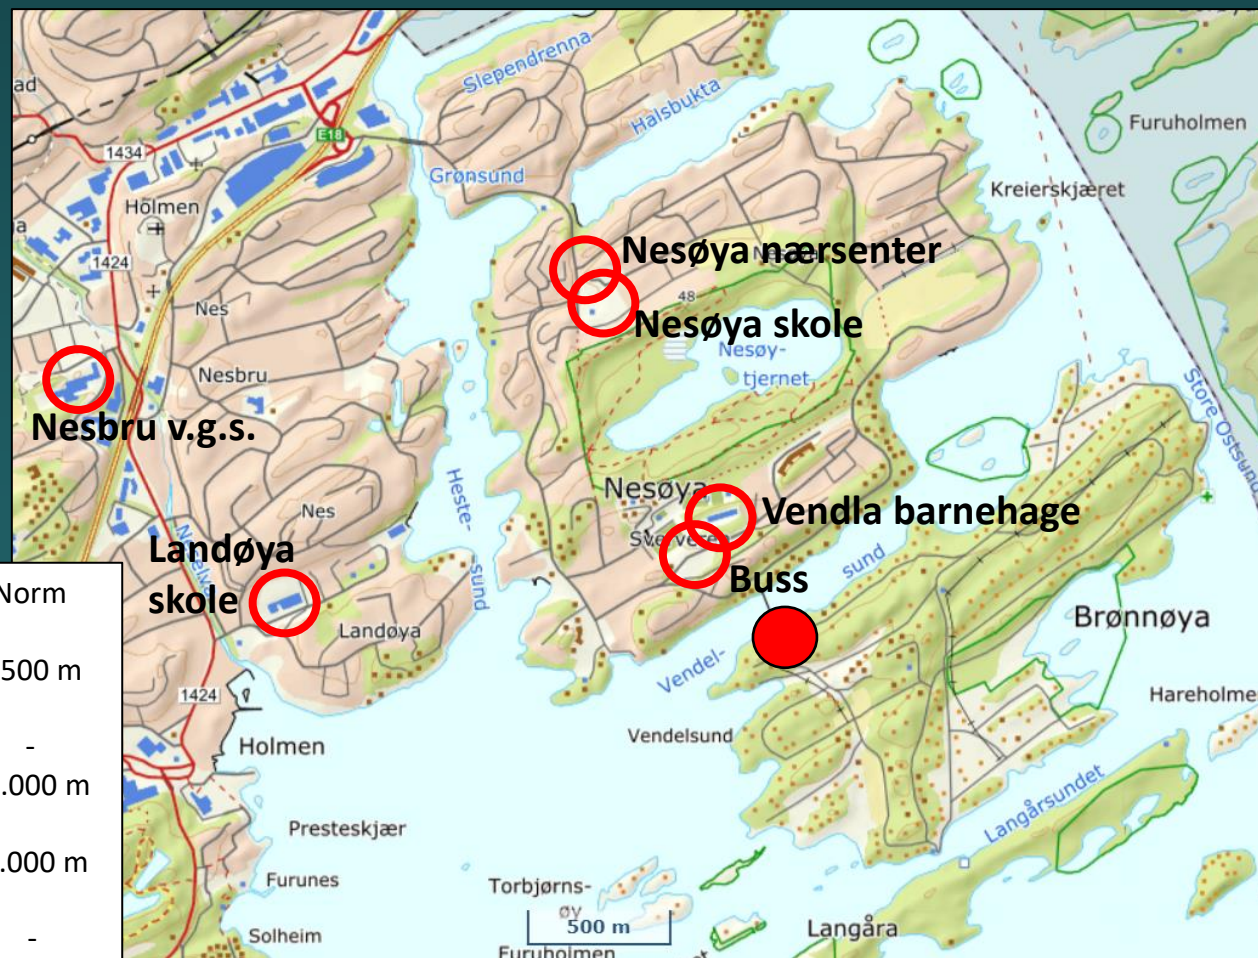 ad
Slependrenna
Halsbukta
Furuholmen
E18
1434
Grønsund
Kreierskjæret
Holmen
1424
Nesøya nærsenter
48
Nesøya skole
Nes
Nesøy-
tjernet
Nesbru
Store Ostsund
Nesbru v.g.s.
Heste-
sund
Nesøya
Vendla barnehage
Nes
Landøya
skole
Buss
sund
Norm
Brønnøya
Landøya
500 m
Vendel-
1424
Hareholme
Vendelsund
-
Holmen
.000 m
Langårsundet
Presteskjær
.000 m
Furunes
Torbjørns-
øy
500 m
Langåra
Solheim
-
Furuholmen